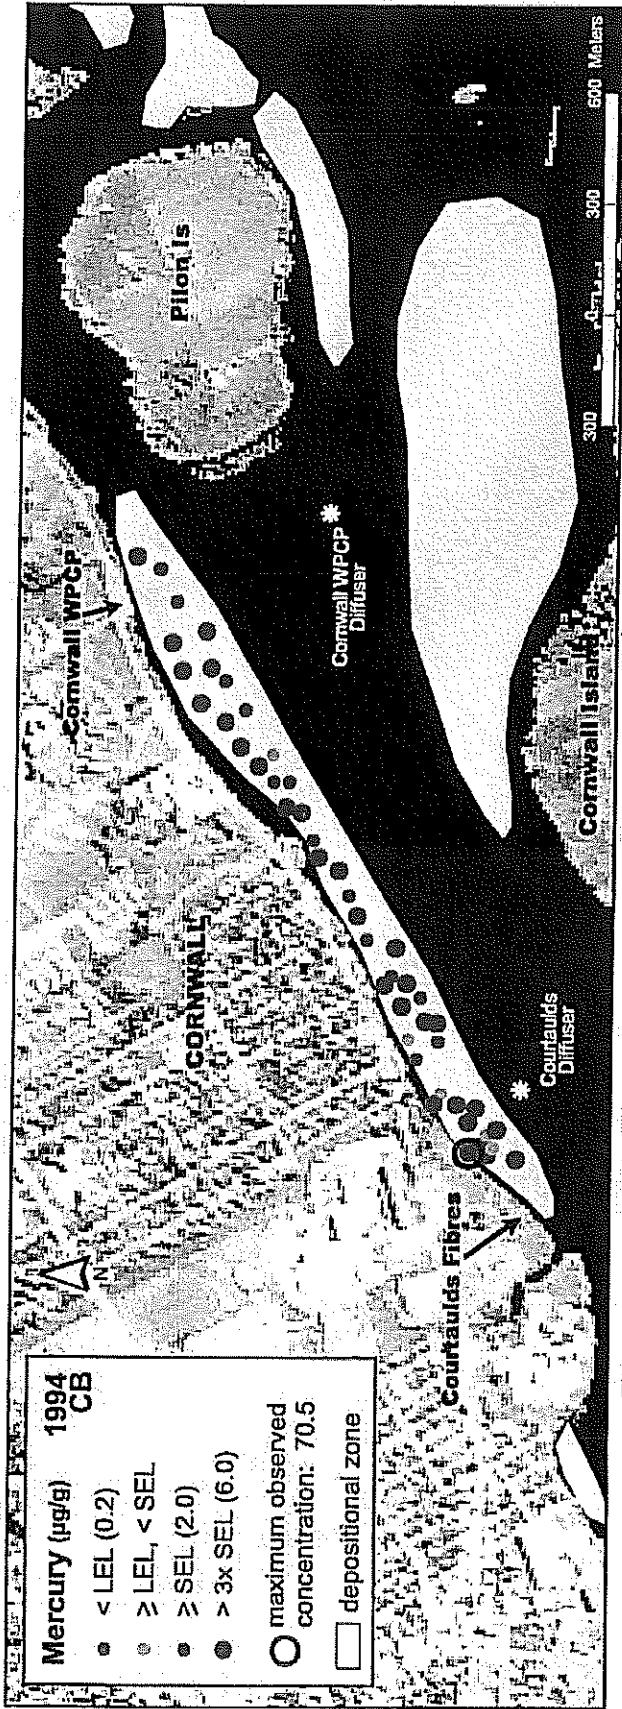 Mercury (µg/g) 1994
CB
< LEL (0.2)
≥ LEL, < SEL
≥ SEL (2.0)
> 3x SEL (6.0)
maximum observed
concentration: 70.5
depositional zone
N
CORNWALL
Cornwall WPCP
Pilon Is
Courtaulds Fibres
Courtaulds
Diffuser
Cornwall WPCP
Diffuser
Cornwall Island
300 0 300 600 Meters